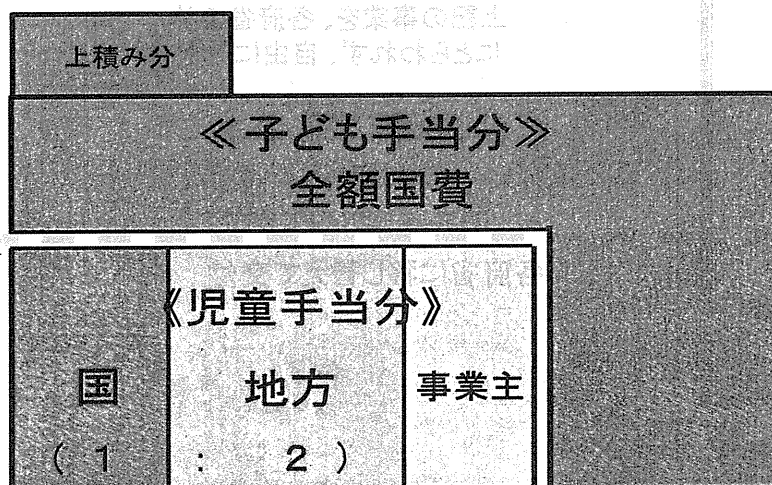 上積み分
≪子ども手当分≫
全額国費
《児童手当分》
国
地方
事業主
(1 : 2)